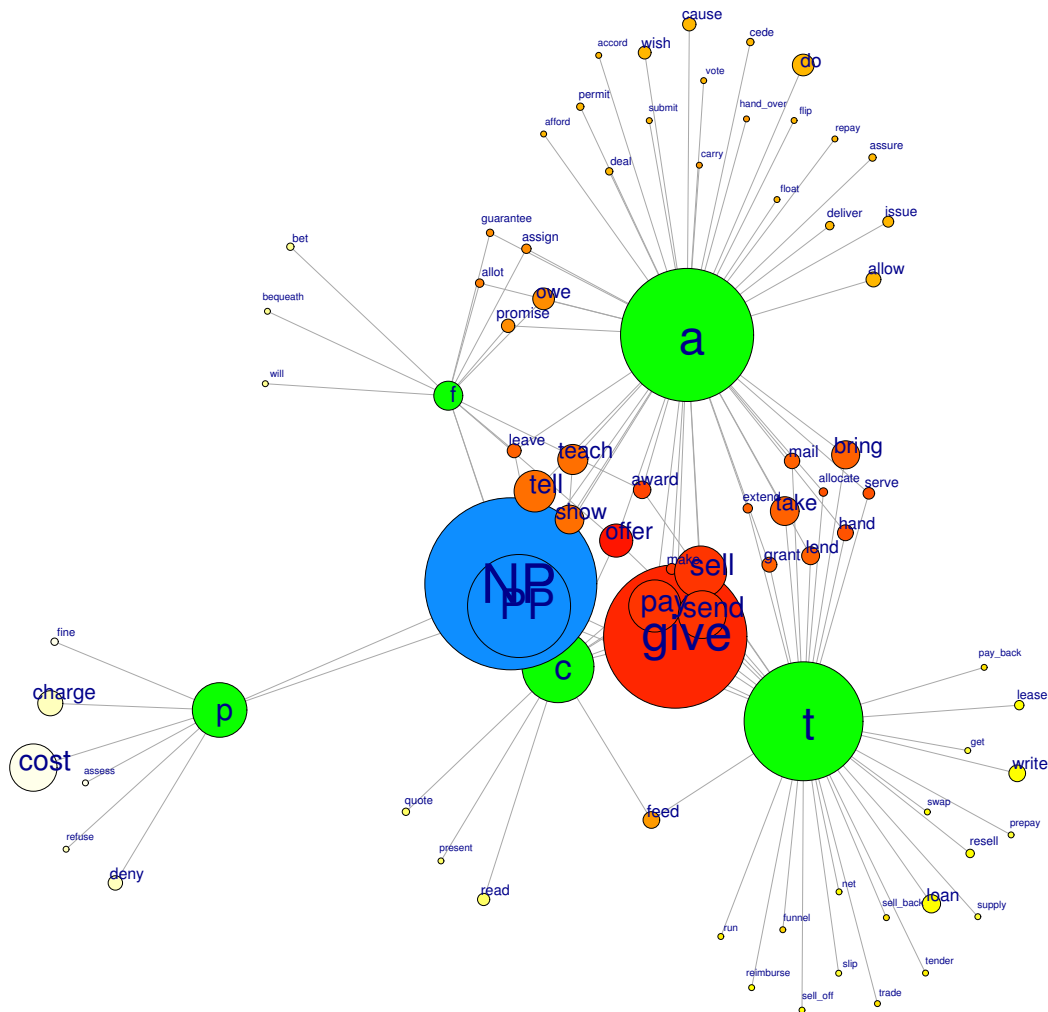 cause
cede
accord
wish
do
vote
permit
submit
hand_over
flip
afford
repay
deal
carry
assure
float
guarantee
assign
deliver
issue
bet
allot
allow
bequeath
owe
promise
a
will
f
leave
teach
mail
bring
tell
award
allocate
serve
extend
take
show
offer
hand
make
sell
grant
lend
NP
PP
pay
send
give
fine
c
pay_back
charge
p
t
lease
cost
get
write
assess
quote
feed
swap
prepay
refuse
present
resell
deny
read
net
sell_back
loan
supply
run
funnel
reimburse
slip
tender
sell_off
trade